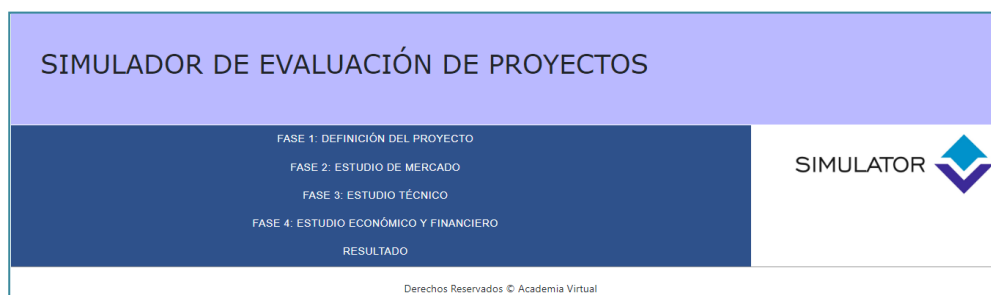 SIMULADOR DE EVALUACIÓN DE PROYECTOS
FASE 1: DEFINICIÓN DEL PROYECTO
FASE 2: ESTUDIO DE MERCADO
FASE 3: ESTUDIO TÉCNICO
FASE 4: ESTUDIO ECONÓMICO Y FINANCIERO
RESULTADO
SIMULATOR
Derechos Reservados © Academia Virtual